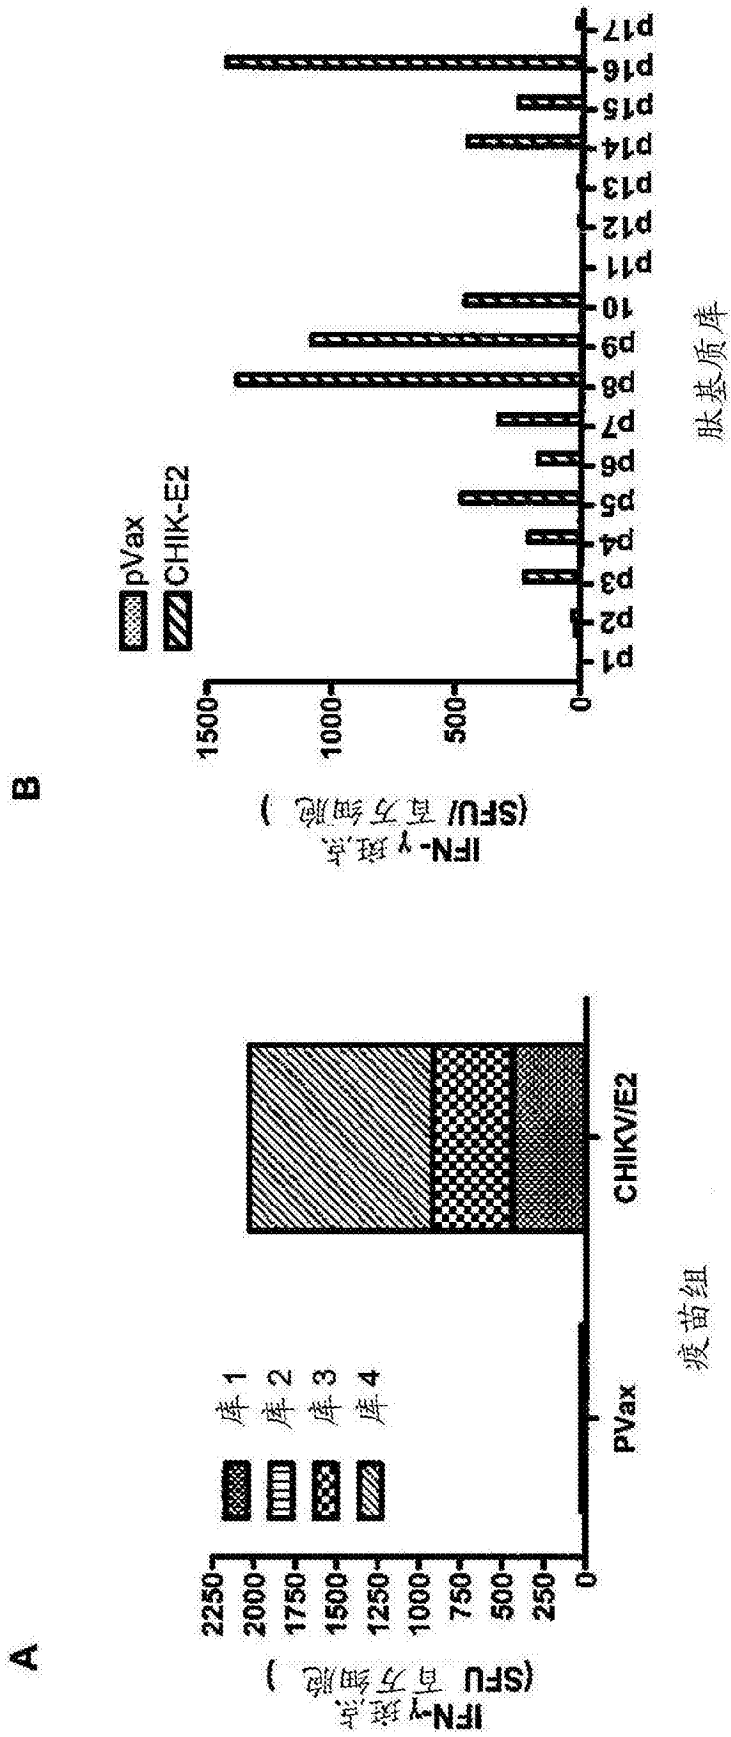 A
IFN-γ 斑点
(SFU 百万细胞 )
2250
2000
1750
1500
1250
1000
750
500
250
0
库 1
库 2
库 3
库 4
PVax
CHIKV/E2
疫苗组
B
IFN- γ 斑点
(SFU/ 百万细胞 )
1500
1000
500
0
pVax
CHIK-E2
p1
p2
p3
p4
p5
p6
p7
p8
p9
10
p11
p12
p13
p14
p15
p16
p17
肽基质库